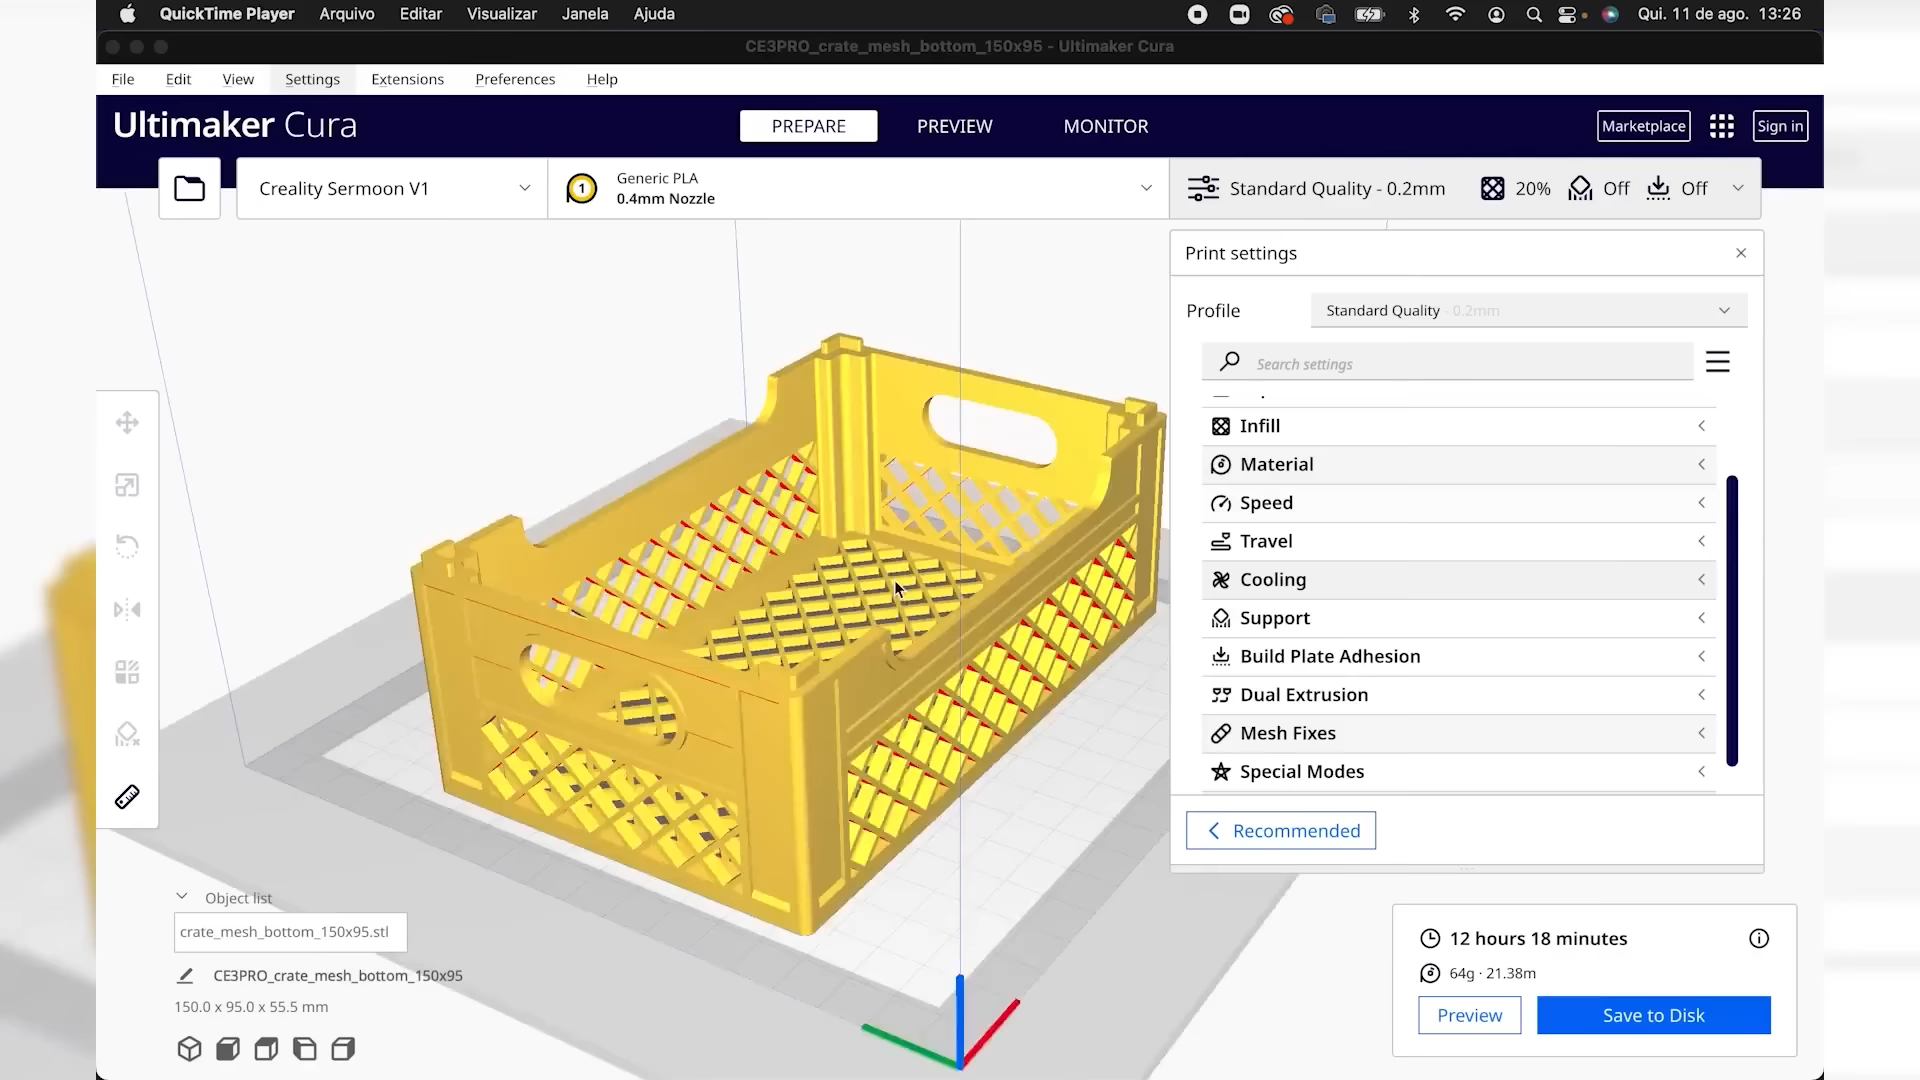 QuickTime Player Arquivo Editar Visualizar Janela Ajuda Qui. 11 de ago. 13:26
CE3PRO_crate_mesh_bottom_150x95 - Ultimaker Cura
File Edit View Settings Extensions Preferences Help
Ultimaker Cura PREPARE PREVIEW MONITOR Marketplace Sign in
Creality Sermoon V1
1
Generic PLA
0.4mm Nozzle
Standard Quality - 0.2mm 20% Off Off
Print settings
Profile Standard Quality - 0.2mm
Search settings
Infill
Material
Speed
Travel
Cooling
Support
Build Plate Adhesion
Dual Extrusion
Mesh Fixes
Special Modes
Recommended
Object list
crate_mesh_bottom_150x95.stl
CE3PRO_crate_mesh_bottom_150x95
150.0 x 95.0 x 55.5 mm
12 hours 18 minutes
64g · 21.38m
Preview Save to Disk